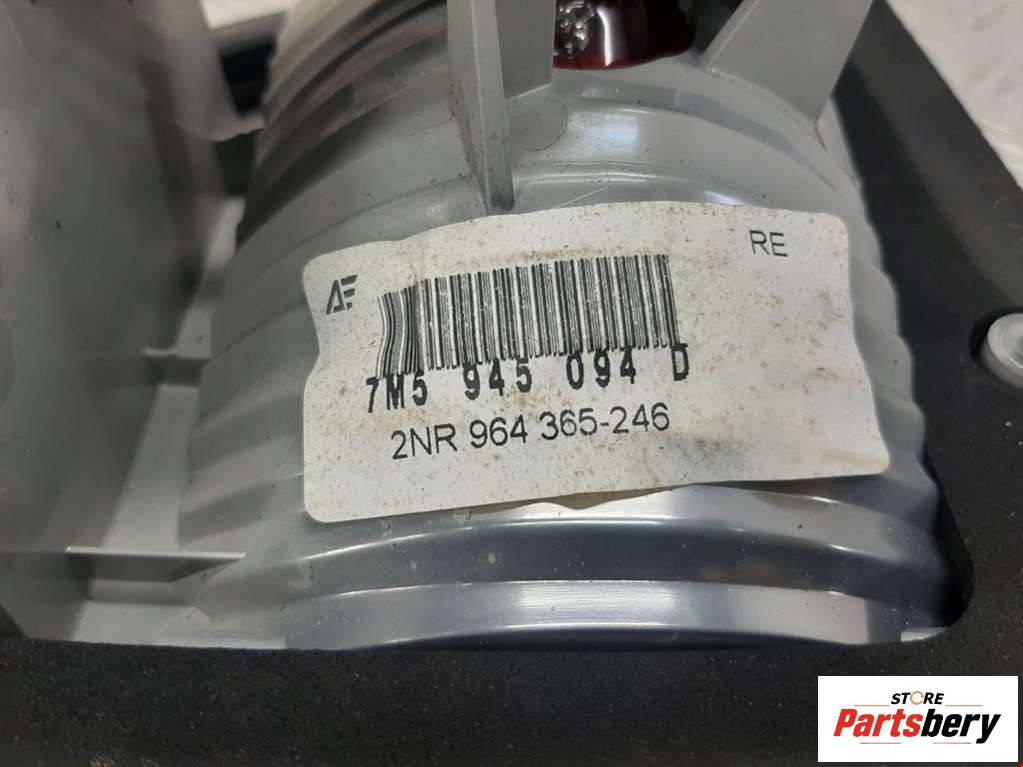 AE
RE
7M5 945 094 D
2NR 964 365-246
STORE
Partsbery